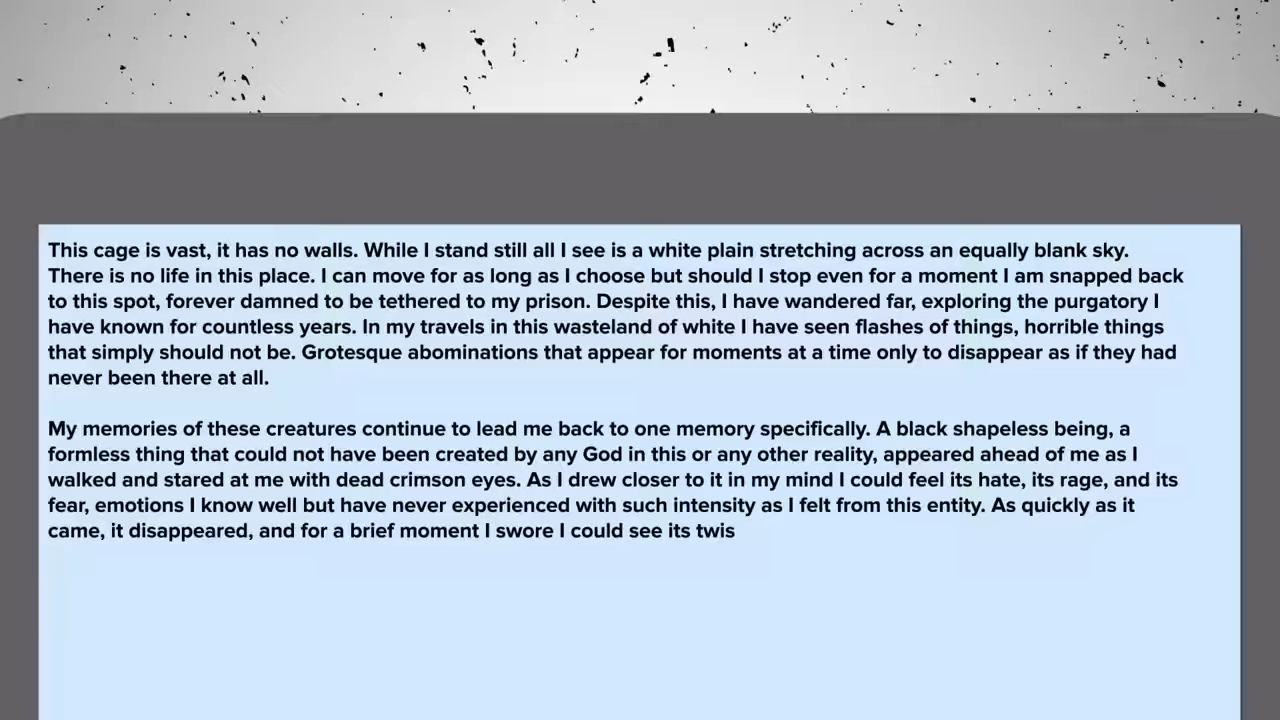 This cage is vast, it has no walls. While I stand still all I see is a white plain stretching across an equally blank sky.
There is no life in this place. I can move for as long as I choose but should I stop even for a moment I am snapped back
to this spot, forever damned to be tethered to my prison. Despite this, I have wandered far, exploring the purgatory I
have known for countless years. In my travels in this wasteland of white I have seen flashes of things, horrible things
that simply should not be. Grotesque abominations that appear for moments at a time only to disappear as if they had
never been there at all.
My memories of these creatures continue to lead me back to one memory specifically. A black shapeless being, a
formless thing that could not have been created by any God in this or any other reality, appeared ahead of me as I
walked and stared at me with dead crimson eyes. As I drew closer to it in my mind I could feel its hate, its rage, and its
fear, emotions I know well but have never experienced with such intensity as I felt from this entity. As quickly as it
came, it disappeared, and for a brief moment I swore I could see its twis